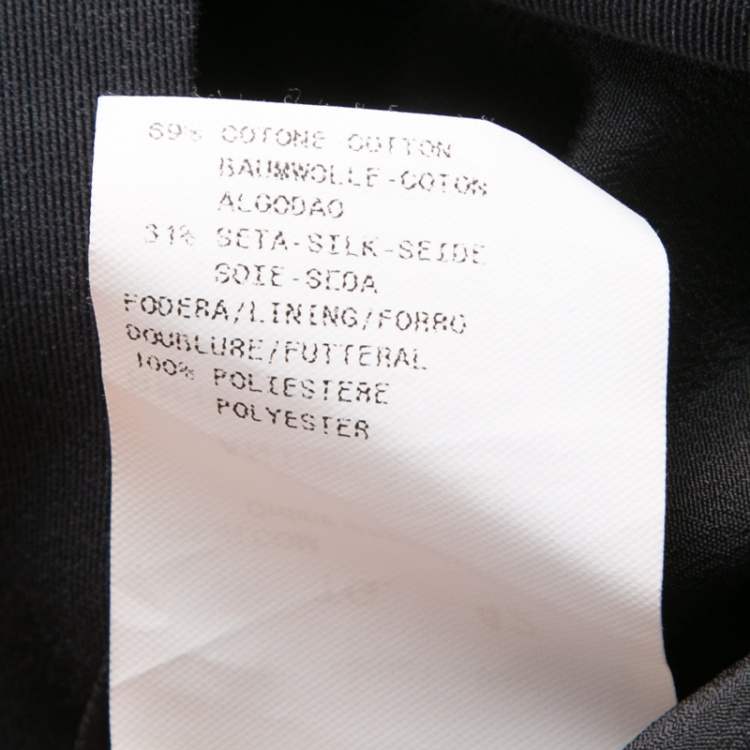 69% COTONE-COTTON
BAUMWOLLE-COTON
ALGODAO
31% SETA-SILK-SEIDE
SOIE-SEDA
FODERA/LINING/FORRO
DOUBLURE/FUTTERAL
100% POLIESTERE
POLYESTER